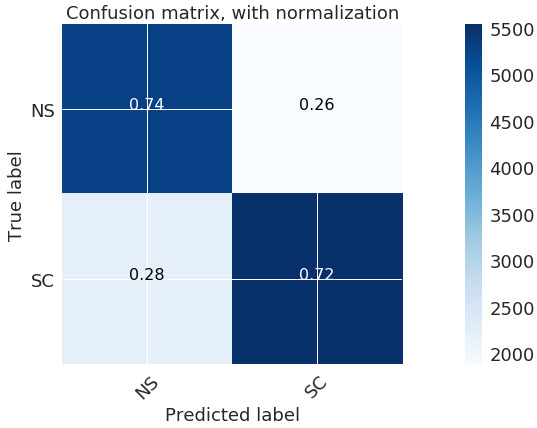 Confusion matrix, with normalization
NS
SC
True label
0.74
0.26
0.28
0.72
NS
SC
Predicted label
5500
5000
4500
4000
3500
3000
2500
2000